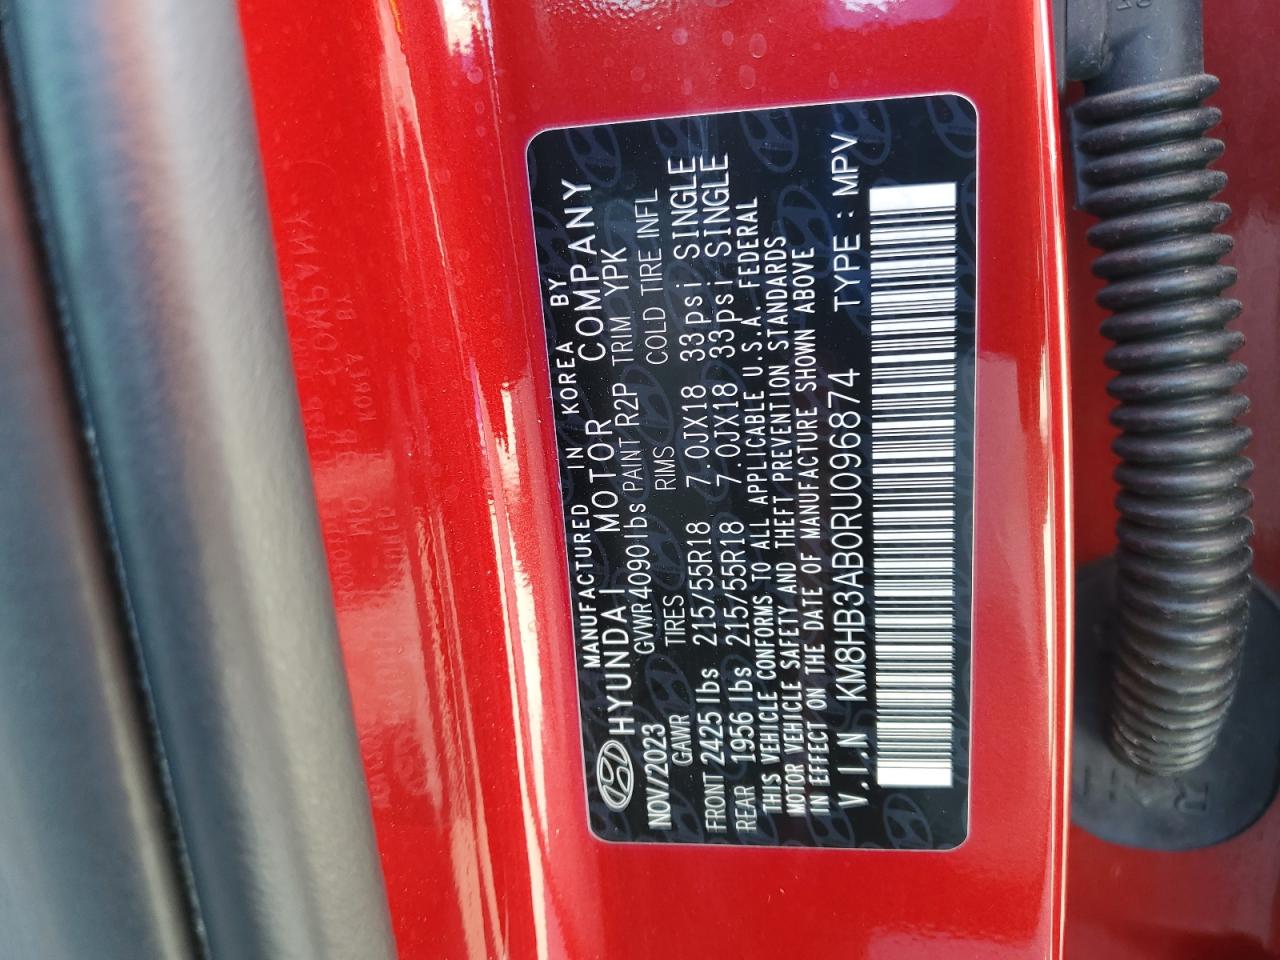 MANUFACTURED IN KOREA BY
HYUNDAI MOTOR COMPANY
NOV/2023 GVWR 4090lbs PAINT R2P TRIM YPK
GAWR TIRES RIMS COLD TIRE INFL
FRONT 2425 lbs 215/55R18 7.0JX18 33psi SINGLE
REAR 1956 lbs 215/55R18 7.0JX18 33psi SINGLE
THIS VEHICLE CONFORMS TO ALL APPLICABLE U.S.A. FEDERAL
MOTOR VEHICLE SAFETY AND THEFT PREVENTION STANDARDS
IN EFFECT ON THE DATE OF MANUFACTURE SHOWN ABOVE
V.I.N KM8HB3AB0RU096874 TYPE : MPV